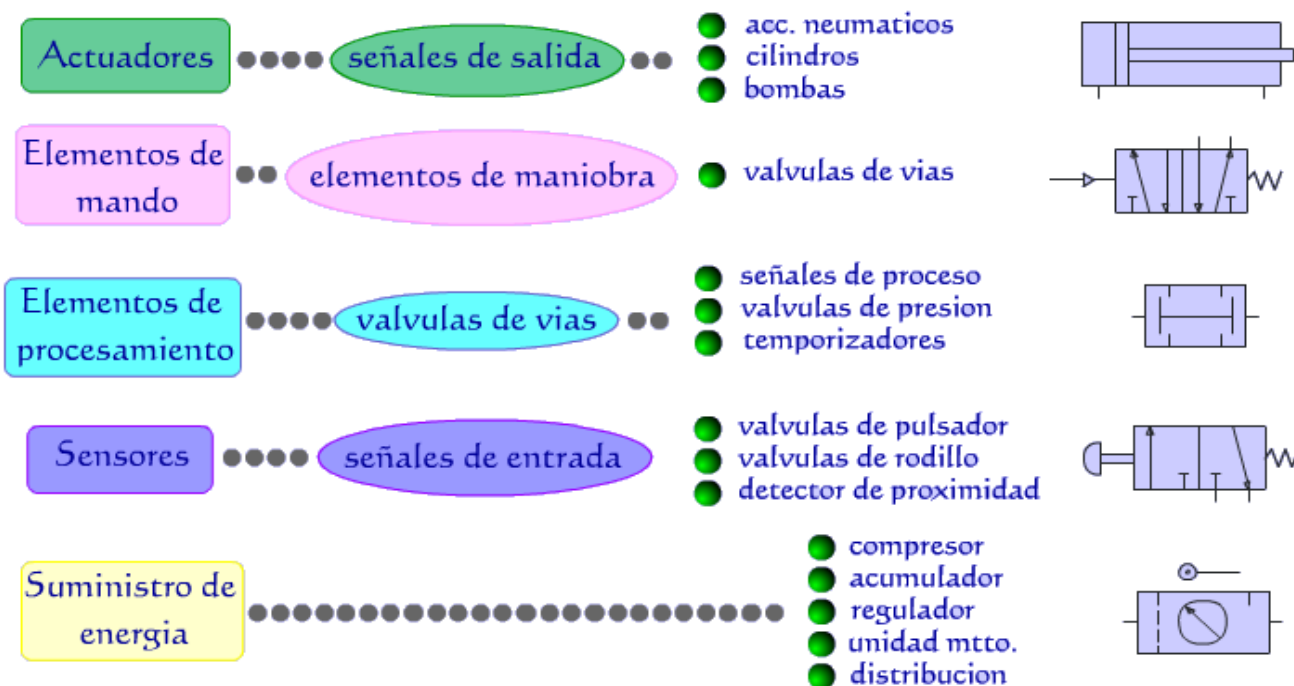 Actuadores
señales de salida
acc. neumaticos
cilindros
bombas
Elementos de
mando
elementos de maniobra
valvulas de vias
Elementos de
procesamiento
valvulas de vias
señales de proceso
valvulas de presion
temporizadores
Sensores
señales de entrada
valvulas de pulsador
valvulas de rodillo
detector de proximidad
Suministro de
energia
compresor
acumulador
regulador
unidad mtto.
distribucion